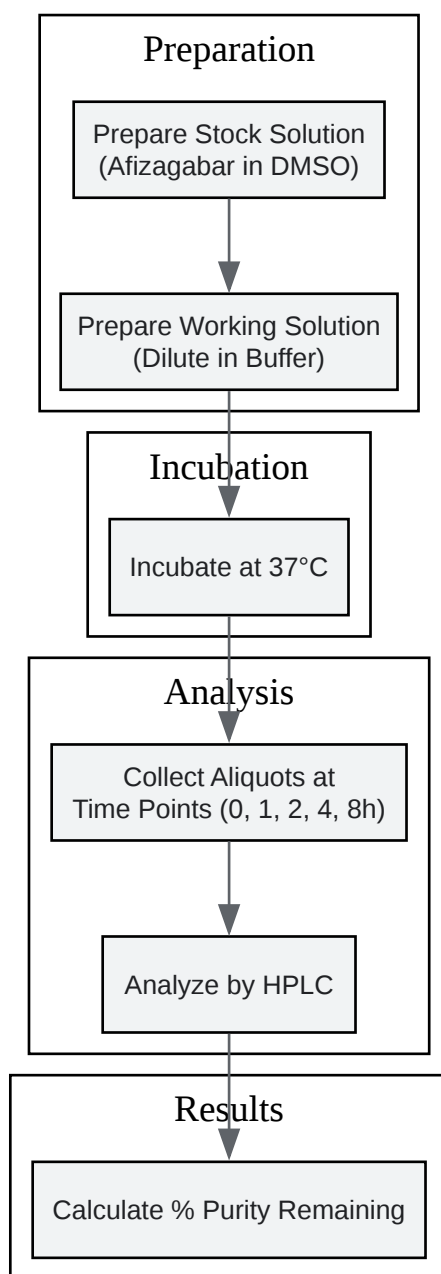 Preparation
Prepare Stock Solution
(Afizagabar in DMSO)
Prepare Working Solution
(Dilute in Buffer)
Incubation
Incubate at 37°C
Analysis
Collect Aliquots at
Time Points (0, 1, 2, 4, 8h)
Analyze by HPLC
Results
Calculate % Purity Remaining